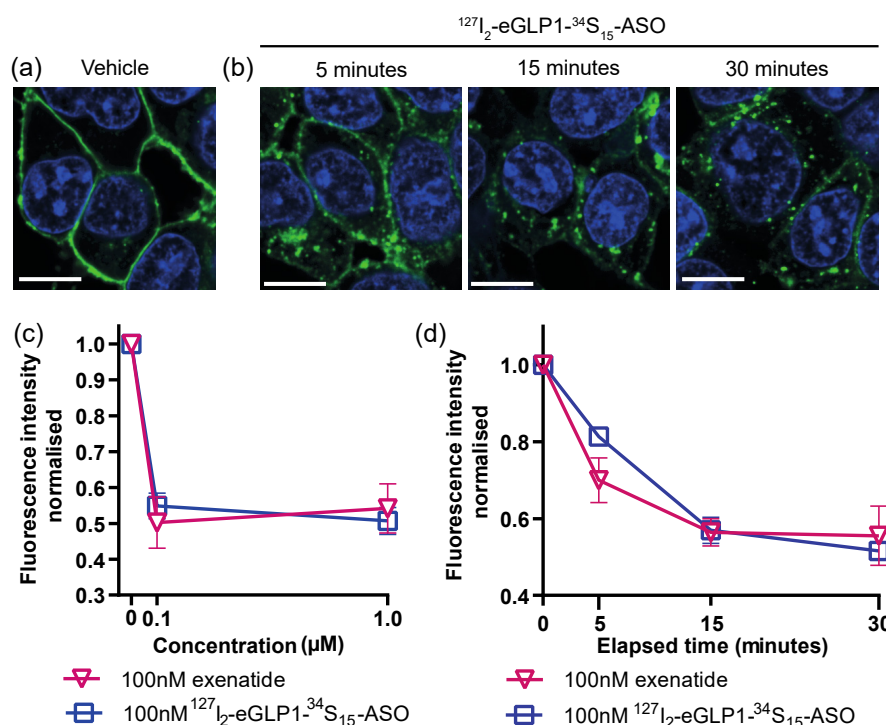 ¹²⁷I₂-eGLP1-³⁴S₁₅-ASO
(a) Vehicle (b) 5 minutes 15 minutes 30 minutes
(c)
Fluorescence intensity
normalised
1.0
0.9
0.8
0.7
0.6
0.5
0.4
0.3
0 0.1 1.0
Concentration (µM)
100nM exenatide
100nM ¹²⁷I₂-eGLP1-³⁴S₁₅-ASO
(d)
Fluorescence intensity
normalised
1.0
0.8
0.6
0.4
0 5 15 30
Elapsed time (minutes)
100nM exenatide
100nM ¹²⁷I₂-eGLP1-³⁴S₁₅-ASO